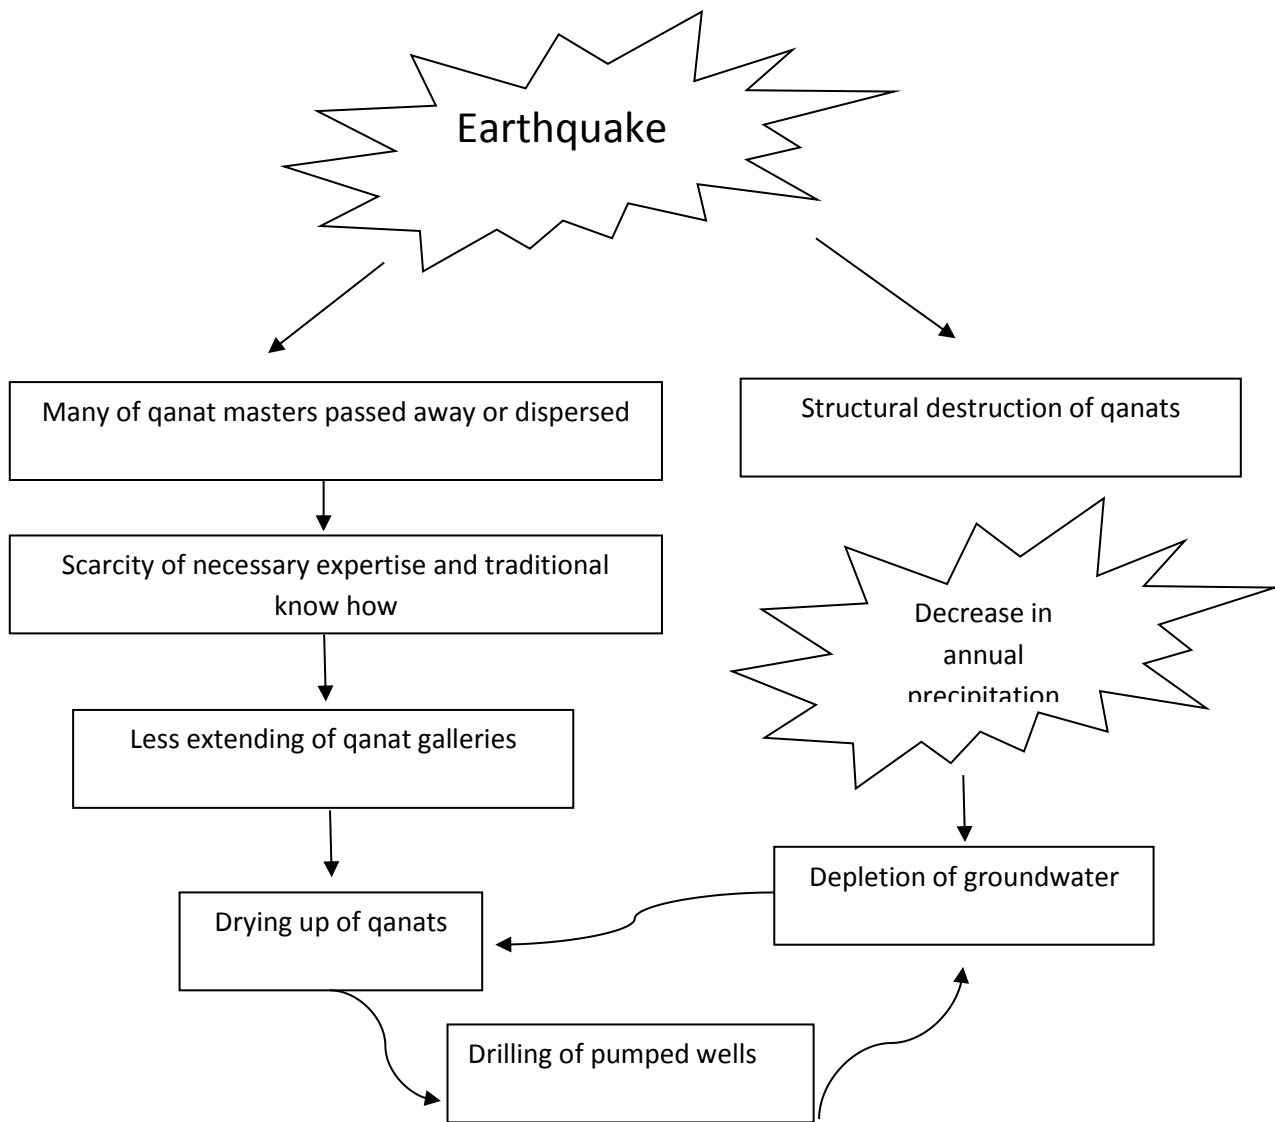 Earthquake
Many of qanat masters passed away or dispersed
Structural destruction of qanats
Scarcity of necessary expertise and traditional
know how
Decrease in
annual
precipitation
Less extending of qanat galleries
Depletion of groundwater
Drying up of qanats
Drilling of pumped wells